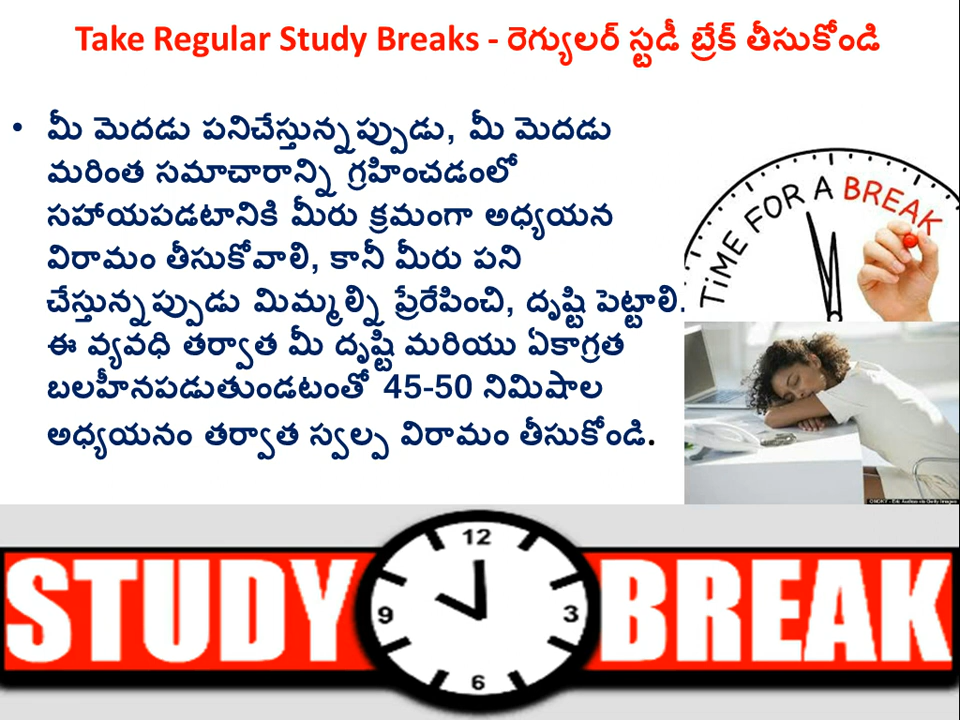 Take Regular Study Breaks - రెగ్యులర్ స్టడీ బ్రేక్ తీసుకోండి
• మీ మెదడు పనిచేస్తున్నప్పుడు, మీ మెదడు
మరింత సమాచారాన్ని గ్రహించడంలో
సహాయపడటానికి మీరు క్రమంగా అధ్యయన
విరామం తీసుకోవాలి, కానీ మీరు పని
చేస్తున్నప్పుడు మిమ్మల్ని ప్రేరేపించి, దృష్టి పెట్టాలి.
ఈ వ్యవధి తర్వాత మీ దృష్టి మరియు ఏకాగ్రత
బలహీనపడుతుండటంతో 45-50 నిమిషాల
అధ్యయనం తర్వాత స్వల్ప విరామం తీసుకోండి.
TiME FOR A BREAK
STUDY BREAK
12
9 3
6